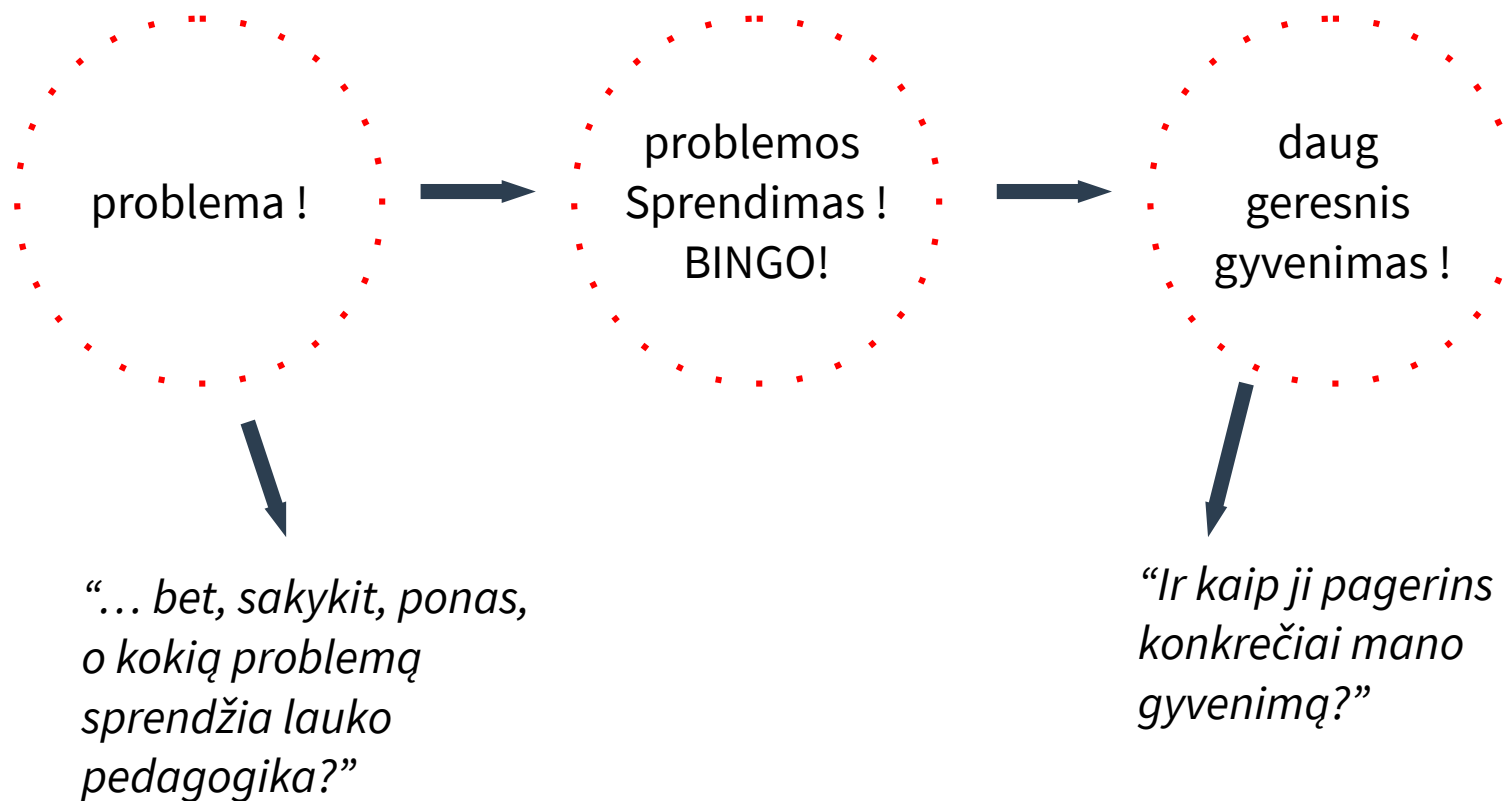 problema !
problemos
Sprendimas !
BINGO!
daug
geresnis
gyvenimas !
“… bet, sakykit, ponas,
o kokią problemą
sprendžia lauko
pedagogika?”
“Ir kaip ji pagerins
konkrečiai mano
gyvenimą?”